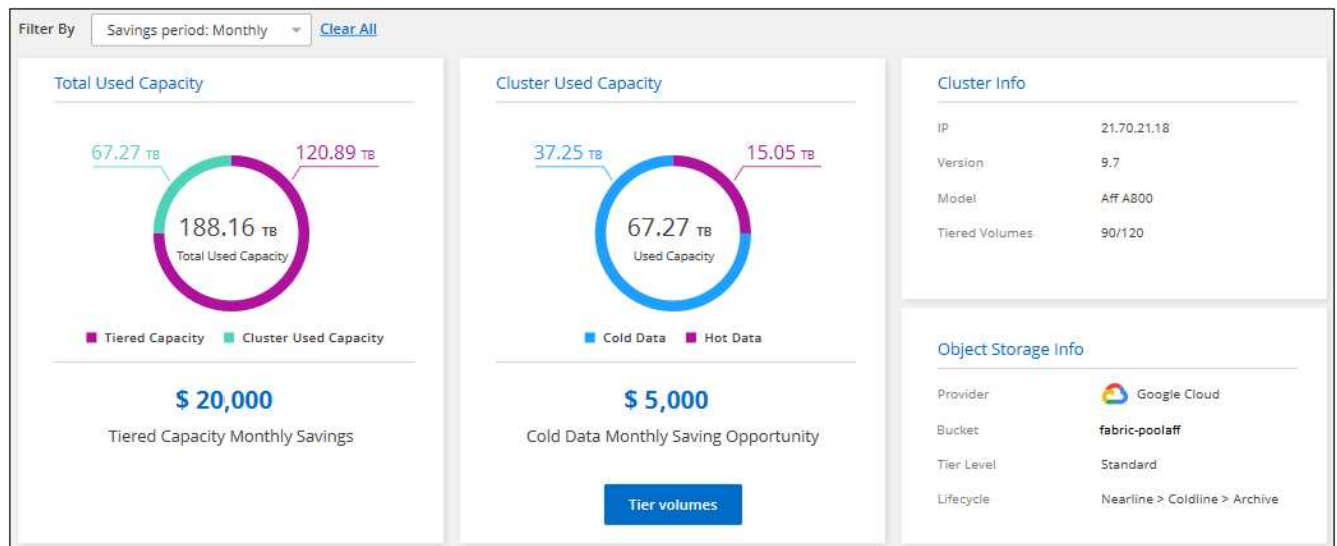 Filter By
Savings period: Monthly
Clear All
Total Used Capacity
67.27 TB
120.89 TB
188.16 TB
Total Used Capacity
Tiered Capacity
Cluster Used Capacity
$ 20,000
Tiered Capacity Monthly Savings
Cluster Used Capacity
37.25 TB
15.05 TB
67.27 TB
Used Capacity
Cold Data
Hot Data
$ 5,000
Cold Data Monthly Saving Opportunity
Tier volumes
Cluster Info
IP 21.70.21.18
Version 9.7
Model Aff A800
Tiered Volumes 90/120
Object Storage Info
Provider Google Cloud
Bucket fabric-poolaff
Tier Level Standard
Lifecycle Nearline > Coldline > Archive